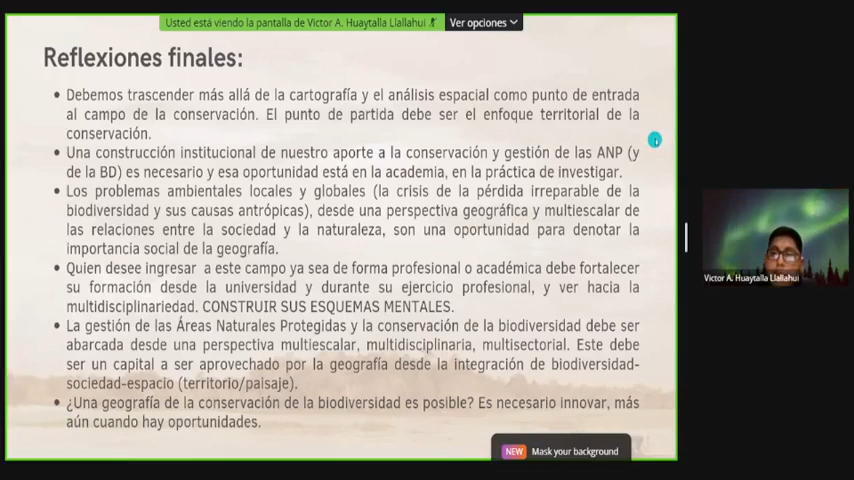 Usted está viendo la pantalla de Victor A. Huaytalla Llallahui
Ver opciones
Reflexiones finales:
• Debemos trascender más allá de la cartografía y el análisis espacial como punto de entrada
al campo de la conservación. El punto de partida debe ser el enfoque territorial de la
conservación.
• Una construcción institucional de nuestro aporte a la conservación y gestión de las ANP (y
de la BD) es necesario y esa oportunidad está en la academia, en la práctica de investigar.
• Los problemas ambientales locales y globales (la crisis de la pérdida irreparable de la
biodiversidad y sus causas antrópicas), desde una perspectiva geográfica y multiescalar de
las relaciones entre la sociedad y la naturaleza, son una oportunidad para denotar la
importancia social de la geografía.
• Quien desee ingresar a este campo ya sea de forma profesional o académica debe fortalecer
su formación desde la universidad y durante su ejercicio profesional, y ver hacia la
multidisciplinariedad. CONSTRUIR SUS ESQUEMAS MENTALES.
• La gestión de las Áreas Naturales Protegidas y la conservación de la biodiversidad debe ser
abarcada desde una perspectiva multiescalar, multidisciplinaria, multisectorial. Este debe
ser un capital a ser aprovechado por la geografía desde la integración de biodiversidad-
sociedad-espacio (territorio/paisaje).
• ¿Una geografía de la conservación de la biodiversidad es posible? Es necesario innovar, más
aún cuando hay oportunidades.
NEW Mask your background
Victor A. Huaytalla Llallahui